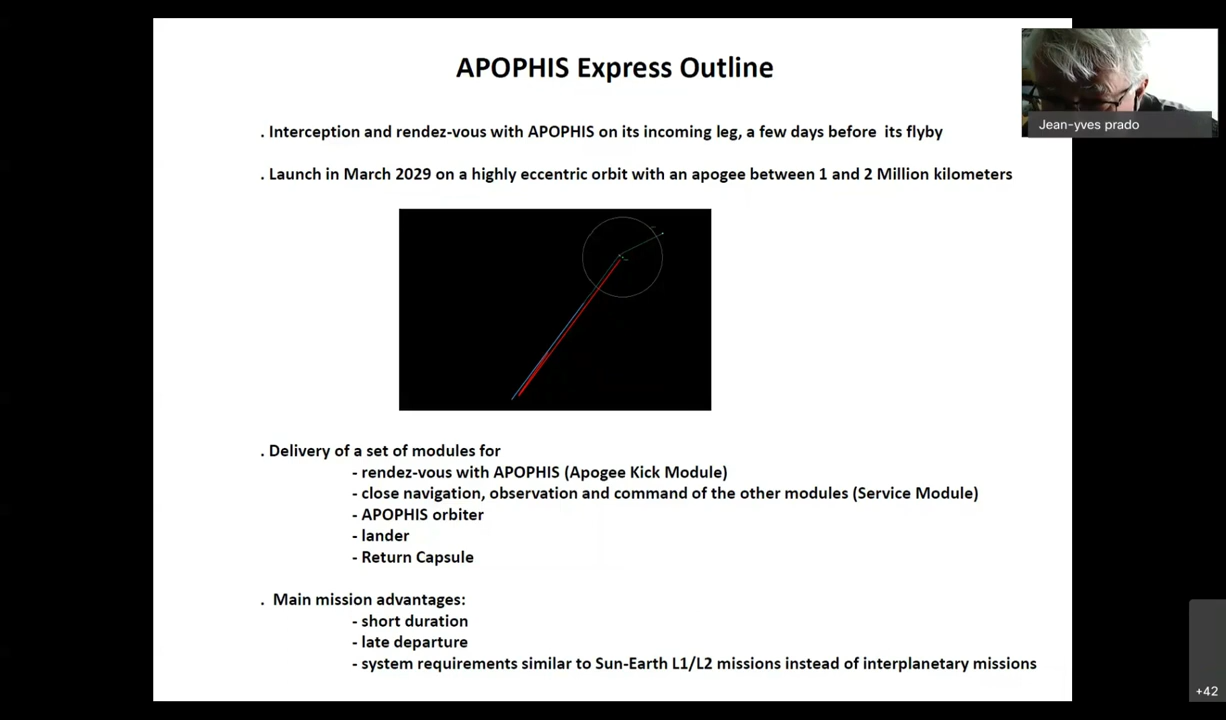 APOPHIS Express Outline
Jean-yves prado
. Interception and rendez-vous with APOPHIS on its incoming leg, a few days before its flyby
. Launch in March 2029 on a highly eccentric orbit with an apogee between 1 and 2 Million kilometers
. Delivery of a set of modules for
- rendez-vous with APOPHIS (Apogee Kick Module)
- close navigation, observation and command of the other modules (Service Module)
- APOPHIS orbiter
- lander
- Return Capsule
. Main mission advantages:
- short duration
- late departure
- system requirements similar to Sun-Earth L1/L2 missions instead of interplanetary missions
+42